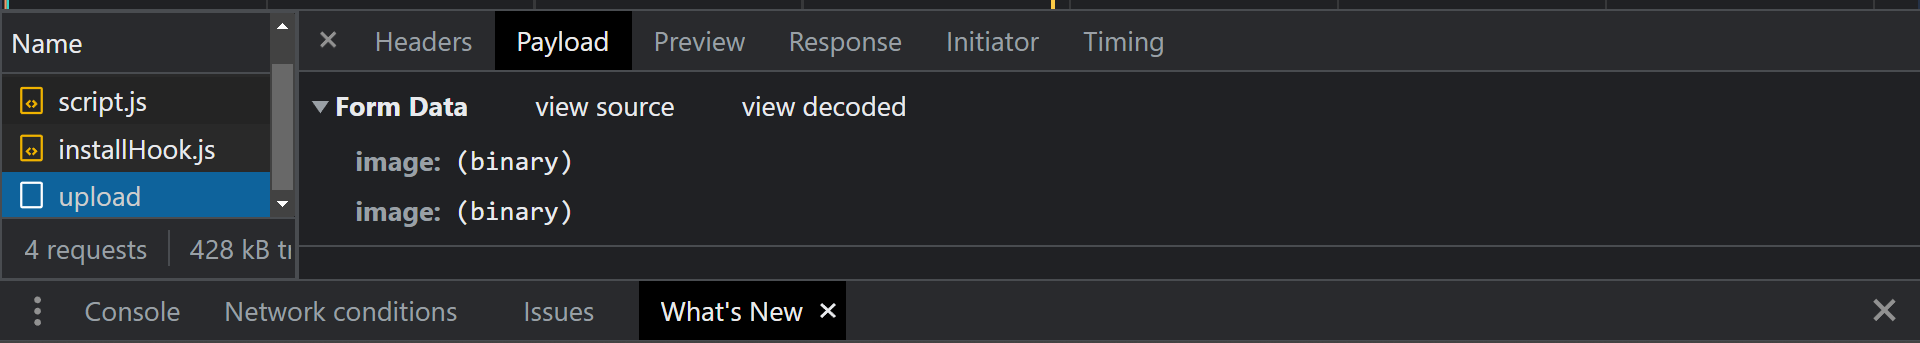 Name
script.js
installHook.js
upload
4 requests
428 kB
Headers Payload Preview Response Initiator Timing
Form Data view source view decoded
image: (binary)
image: (binary)
Console Network conditions Issues What's New